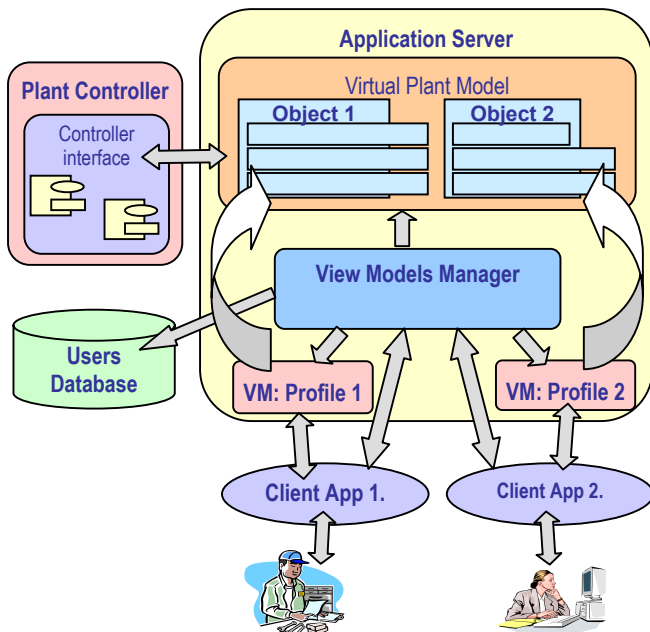 Application Server
Virtual Plant Model
Plant Controller
Object 1
Object 2
Controller
interface
View Models Manager
Users
Database
VM: Profile 1
VM: Profile 2
Client App 1.
Client App 2.